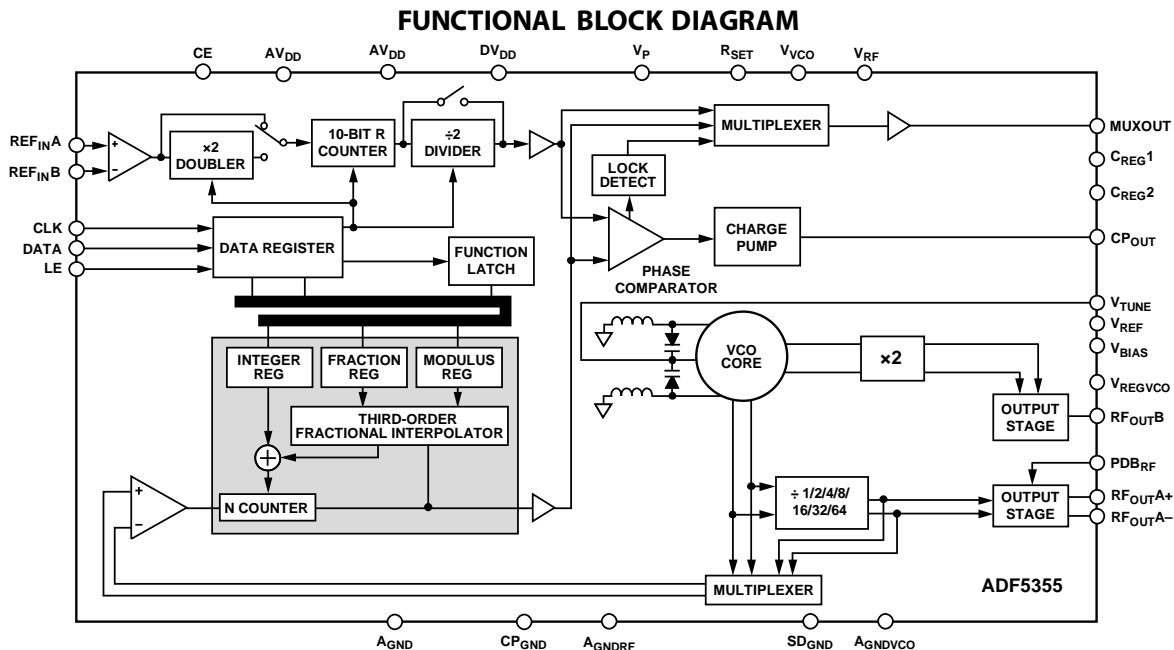 FUNCTIONAL BLOCK DIAGRAM
CE
AVDD
AVDD
DVDD
VP
RSET
VVCO
VRF
REFINA
REFINB
+
−
×2
DOUBLER
10-BIT R
COUNTER
÷2
DIVIDER
MULTIPLEXER
MUXOUT
CREG1
LOCK
DETECT
CREG2
CLK
DATA
LE
DATA REGISTER
FUNCTION
LATCH
CHARGE
PUMP
CPOUT
PHASE
COMPARATOR
VTUNE
VREF
VBIAS
VREGVCO
VCO
CORE
×2
OUTPUT
STAGE
RFOUTB
INTEGER
REG
FRACTION
REG
MODULUS
REG
THIRD-ORDER
FRACTIONAL INTERPOLATOR
+
+
−
N COUNTER
÷ 1/2/4/8/
16/32/64
OUTPUT
STAGE
PDBRF
RFOUTA+
RFOUTA−
MULTIPLEXER
ADF5355
AGND
CPGND
AGNDRF
SDGND
AGNDVCO